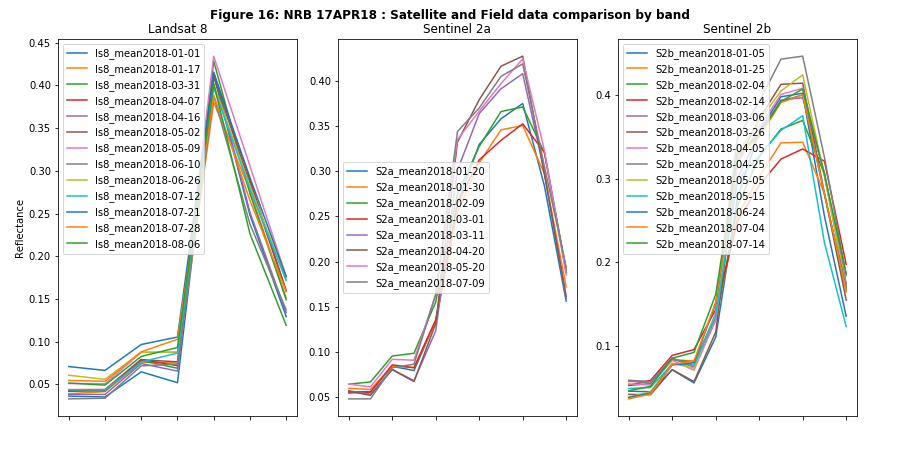 Figure 16: NRB 17APR18 : Satellite and Field data comparison by band
Landsat 8
Reflectance
0.45
0.40
0.35
0.30
0.25
0.20
0.15
0.10
0.05
ls8_mean2018-01-01
ls8_mean2018-01-17
ls8_mean2018-03-31
ls8_mean2018-04-07
ls8_mean2018-04-16
ls8_mean2018-05-02
ls8_mean2018-05-09
ls8_mean2018-06-10
ls8_mean2018-06-26
ls8_mean2018-07-12
ls8_mean2018-07-21
ls8_mean2018-07-28
ls8_mean2018-08-06
Sentinel 2a
0.40
0.35
0.30
0.25
0.20
0.15
0.10
0.05
S2a_mean2018-01-20
S2a_mean2018-01-30
S2a_mean2018-02-09
S2a_mean2018-03-01
S2a_mean2018-03-11
S2a_mean2018-04-20
S2a_mean2018-05-20
S2a_mean2018-07-09
Sentinel 2b
0.4
0.3
0.2
0.1
S2b_mean2018-01-05
S2b_mean2018-01-25
S2b_mean2018-02-04
S2b_mean2018-02-14
S2b_mean2018-03-06
S2b_mean2018-03-26
S2b_mean2018-04-05
S2b_mean2018-04-25
S2b_mean2018-05-05
S2b_mean2018-05-15
S2b_mean2018-06-24
S2b_mean2018-07-04
S2b_mean2018-07-14